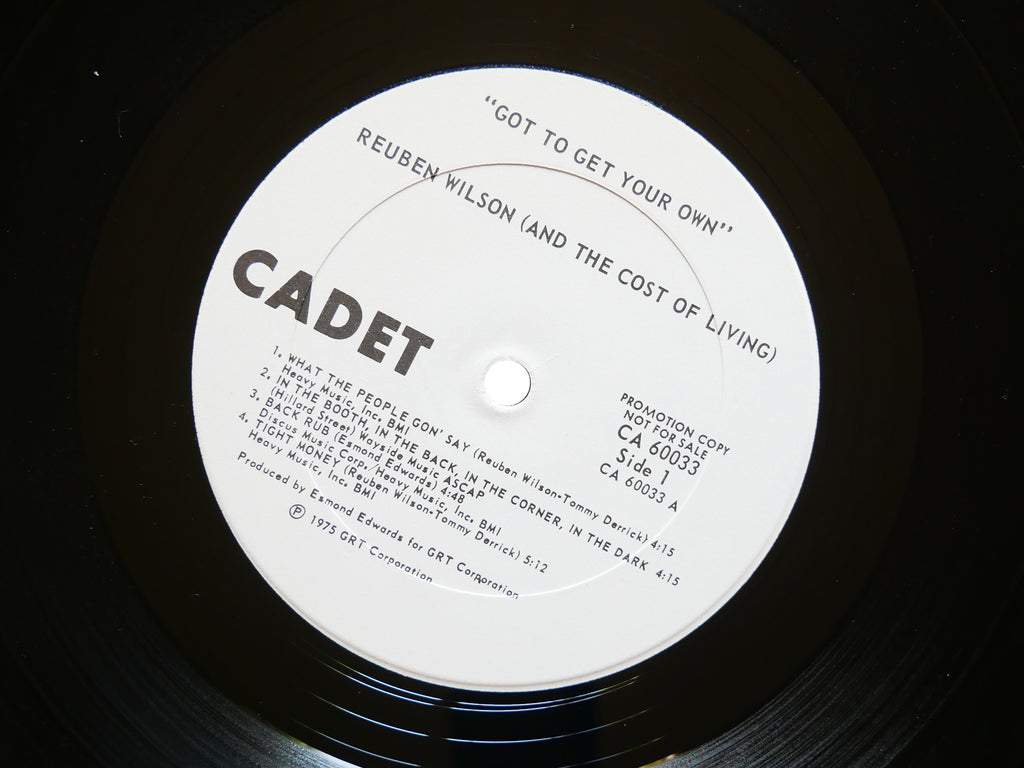 “GOT TO GET YOUR OWN”
REUBEN WILSON (AND THE COST OF LIVING)
CADET
PROMOTION COPY
NOT FOR SALE
CA 60033
Side 1
CA 60033 A
1. WHAT THE PEOPLE GON' SAY (Reuben Wilson-Tommy Derrick) 4:15
Heavy Music, Inc. BMI
2. IN THE BOOTH, IN THE BACK, IN THE CORNER, IN THE DARK 4:15
(Hillard Street) Wayside Music ASCAP
3. BACK RUB (Esmond Edwards) 4:48
Discus Music Corp./Heavy Music, Inc. BMI
4. TIGHT MONEY (Reuben Wilson-Tommy Derrick) 5:12
Heavy Music, Inc. BMI
Produced by Esmond Edwards for GRT Corporation
Ⓟ 1975 GRT Corporation